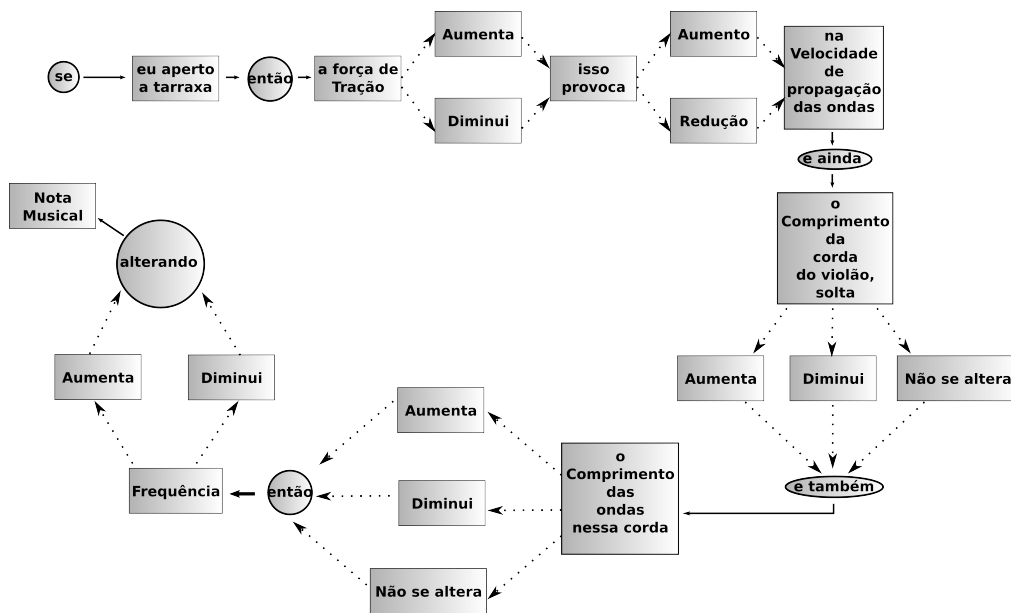 se
eu aperto
a tarraxa
então
a força de
Tração
Aumenta
Diminui
isso
provoca
Aumento
Redução
na
Velocidade
de
propagação
das ondas
e ainda
o
Comprimento
da
corda
do violão,
solta
Aumenta
Diminui
Não se altera
e também
o
Comprimento
das
ondas
nessa corda
Aumenta
Diminui
Não se altera
então
Frequência
Aumenta
Diminui
alterando
Nota
Musical